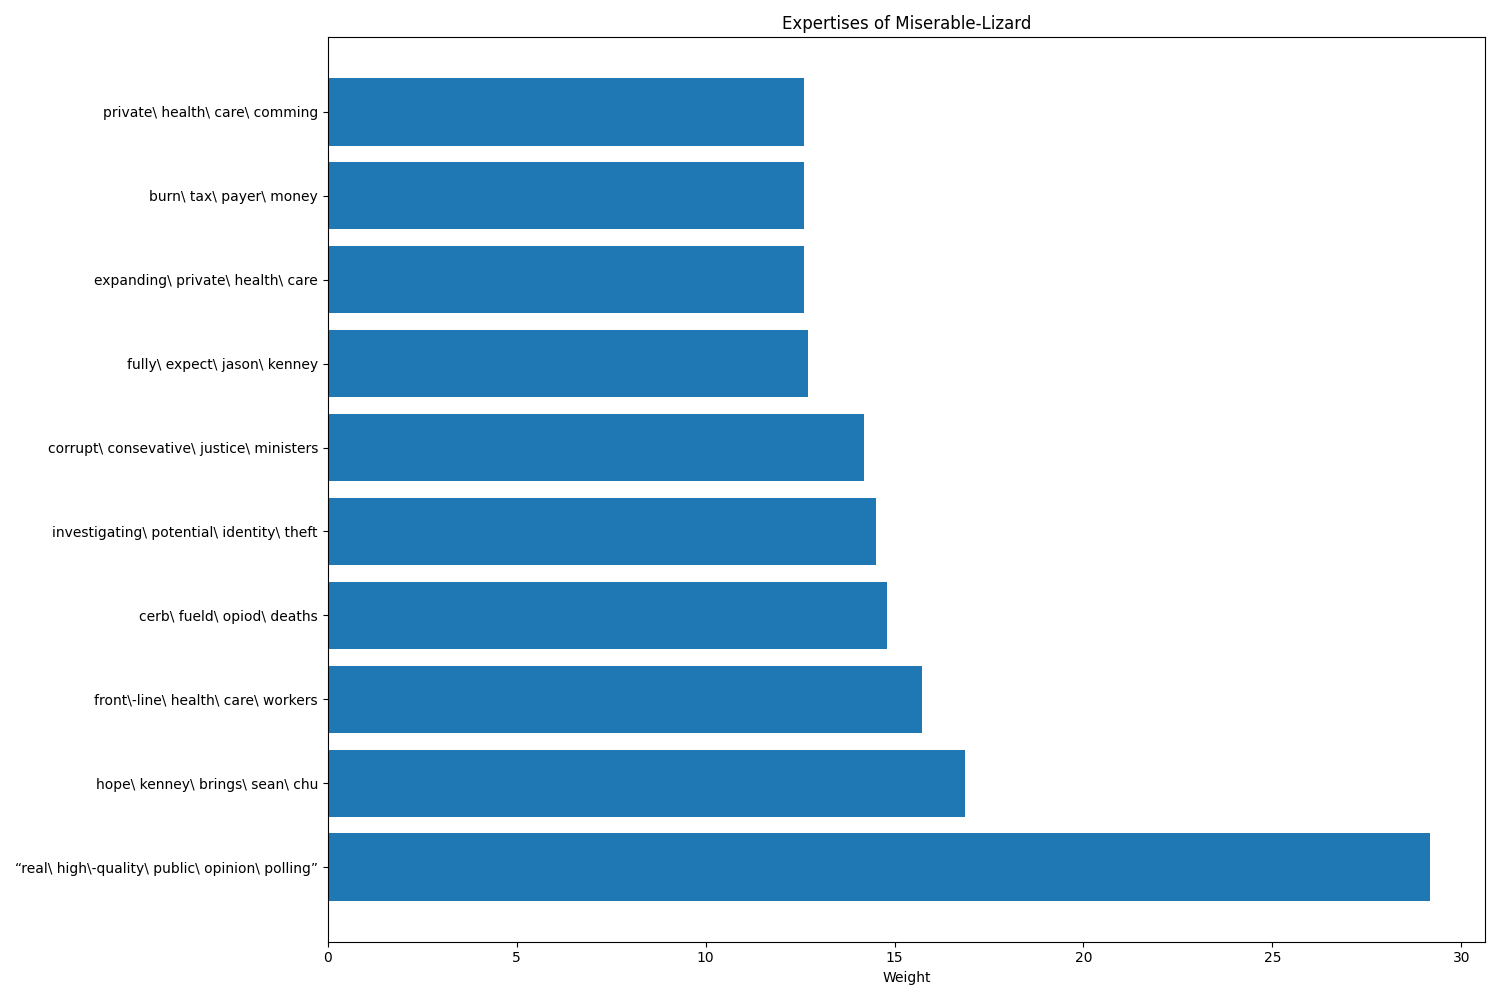 Expertises of Miserable-Lizard
private\ health\ care\ comming
burn\ tax\ payer\ money
expanding\ private\ health\ care
fully\ expect\ jason\ kenney
corrupt\ consevative\ justice\ ministers
investigating\ potential\ identity\ theft
cerb\ fueld\ opiod\ deaths
front\-line\ health\ care\ workers
hope\ kenney\ brings\ sean\ chu
“real\ high\-quality\ public\ opinion\ polling”
0 5 10 15 20 25 30
Weight